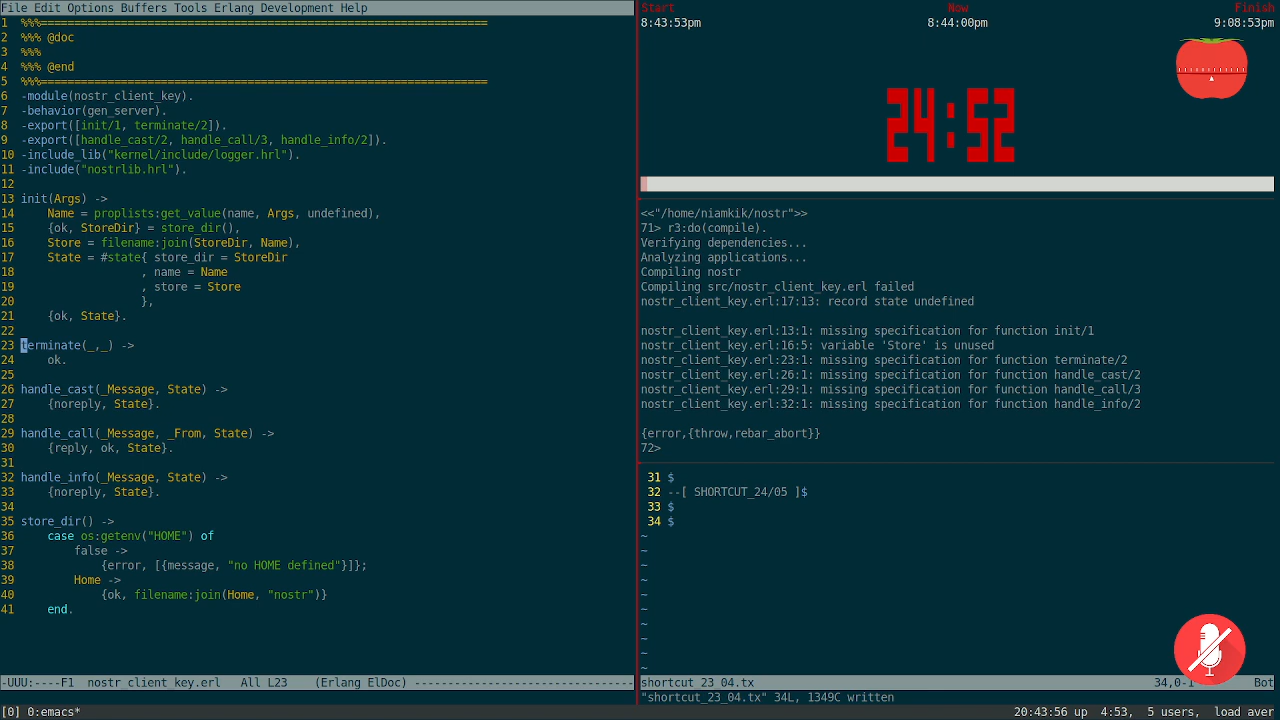 File Edit Options Buffers Tools Erlang Development Help
1 %%%===================================================================
2 %%% @doc
3 %%%
4 %%% @end
5 %%%===================================================================
6 -module(nostr_client_key).
7 -behavior(gen_server).
8 -export([init/1, terminate/2]).
9 -export([handle_cast/2, handle_call/3, handle_info/2]).
10 -include_lib("kernel/include/logger.hrl").
11 -include("nostrlib.hrl").
12
13 init(Args) ->
14     Name = proplists:get_value(name, Args, undefined),
15     {ok, StoreDir} = store_dir(),
16     Store = filename:join(StoreDir, Name),
17     State = #state{ store_dir = StoreDir
18                   , name = Name
19                   , store = Store
20                   },
21     {ok, State}.
22
23 terminate(_,_) ->
24     ok.
25
26 handle_cast(_Message, State) ->
27     {noreply, State}.
28
29 handle_call(_Message, _From, State) ->
30     {reply, ok, State}.
31
32 handle_info(_Message, State) ->
33     {noreply, State}.
34
35 store_dir() ->
36     case os:getenv("HOME") of
37         false ->
38             {error, [{message, "no HOME defined"}]};
39         Home ->
40             {ok, filename:join(Home, "nostr")}
41     end.
-UUU:----F1  nostr_client_key.erl   All L23    (Erlang ElDoc) ---------------------------------
Start Now Finish
8:43:53pm 8:44:00pm 9:08:53pm
24:52
<<"/home/niamkik/nostr">>
71> r3:do(compile).
Verifying dependencies...
Analyzing applications...
Compiling nostr
Compiling src/nostr_client_key.erl failed
nostr_client_key.erl:17:13: record state undefined
nostr_client_key.erl:13:1: missing specification for function init/1
nostr_client_key.erl:16:5: variable 'Store' is unused
nostr_client_key.erl:23:1: missing specification for function terminate/2
nostr_client_key.erl:26:1: missing specification for function handle_cast/2
nostr_client_key.erl:29:1: missing specification for function handle_call/3
nostr_client_key.erl:32:1: missing specification for function handle_info/2
{error,{throw,rebar_abort}}
72>
31 $
32 --[ SHORTCUT_24/05 ]$
33 $
34 $
~
~
~
~
~
~
~
~
~
~
shortcut_23_04.tx 34,0-1 Bot
"shortcut_23_04.tx" 34L, 1349C written
[0] 0:emacs* 20:43:56 up  4:53,  5 users,  load aver